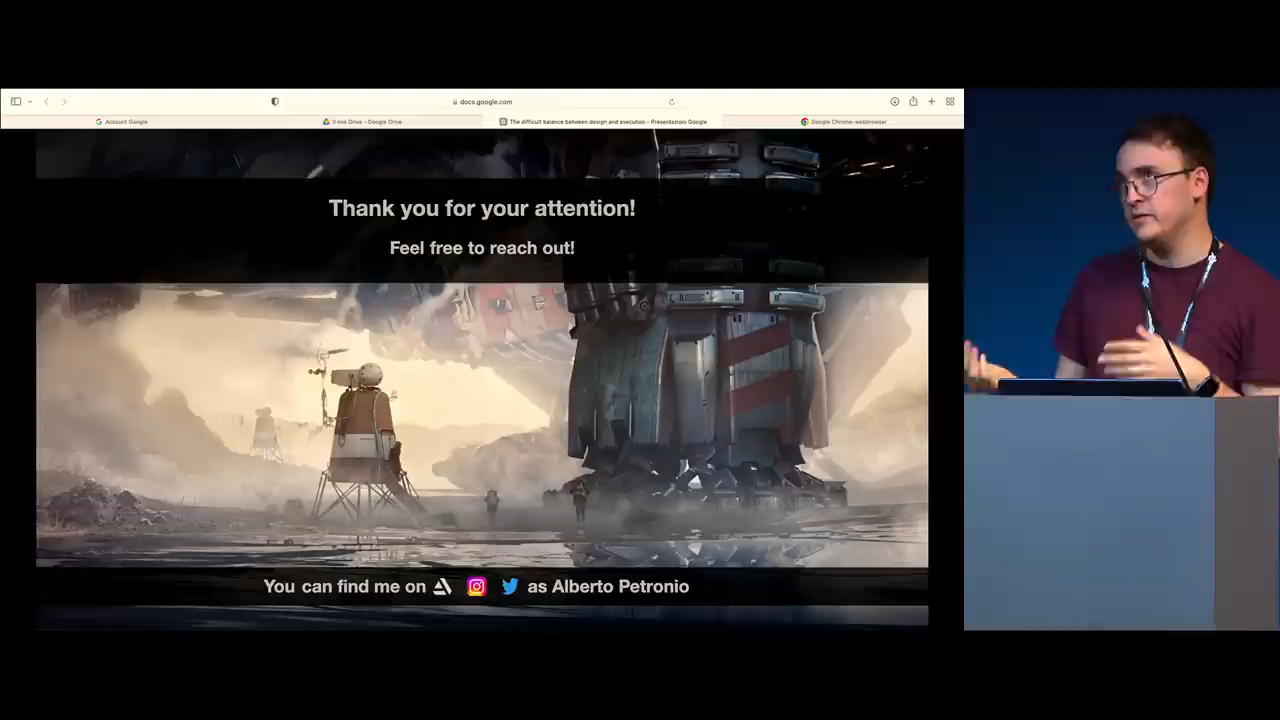 docs.google.com
Account Google
Il mio Drive - Google Drive
The difficult balance between design and execution - Presentazioni Google
Google Chrome-webbrowser
Thank you for your attention!
Feel free to reach out!
You can find me on
as Alberto Petronio